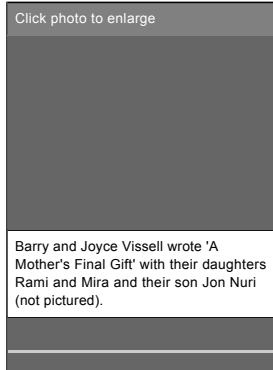 Click photo to enlarge
Barry and Joyce Vissell wrote 'A
Mother's Final Gift' with their daughters
Rami and Mira and their son Jon Nuri
(not pictured).